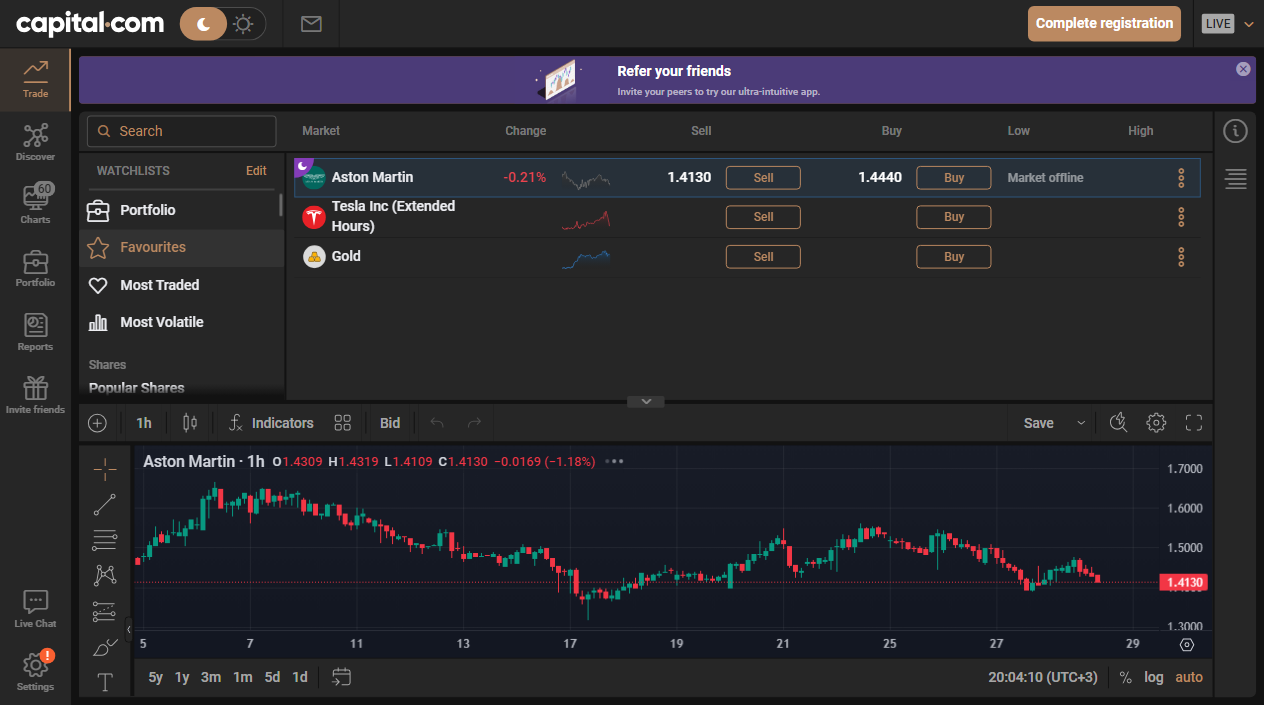 capital.com
Complete registration
LIVE
Trade
Discover
60
Charts
Portfolio
Reports
Invite friends
Live Chat
!
Settings
Refer your friends
Invite your peers to try our ultra-intuitive app.
Search
WATCHLISTS Edit
Portfolio
Favourites
Most Traded
Most Volatile
Shares
Popular Shares
Market Change Sell Buy Low High
Aston Martin -0.21% 1.4130 Sell 1.4440 Buy Market offline
Tesla Inc (Extended
Hours) Sell Buy
Gold Sell Buy
1h Indicators Bid Save
Aston Martin · 1h O1.4309 H1.4319 L1.4109 C1.4130 −0.0169 (−1.18%)
1.7000
1.6000
1.5000
1.4130
1.3000
5 7 11 13 17 19 21 25 27 29
5y 1y 3m 1m 5d 1d 20:04:10 (UTC+3) % log auto